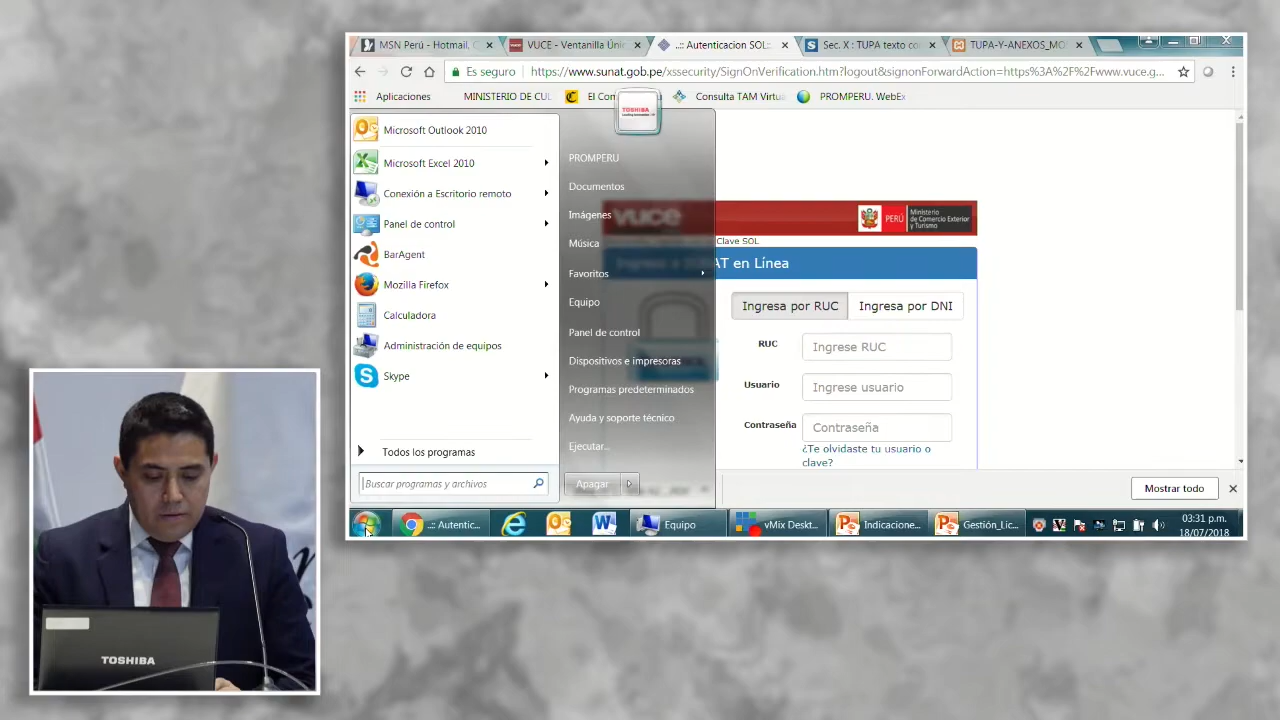 MSN Perú - Hotmail, C
VUCE - Ventanilla Únic
..:: Autenticacion SOL::.
Sec. X : TUPA texto co
TUPA-Y-ANEXOS_MO
Es seguro
https://www.sunat.gob.pe/xssecurity/SignOnVerification.htm?logout&signonForwardAction=https%3A%2F%2Fwww.vuce.g...
Aplicaciones
MINISTERIO DE CUL
El Con
Consulta TAM Virtua
PROMPERU. WebEx
TOSHIBA
Microsoft Outlook 2010
Microsoft Excel 2010
Conexión a Escritorio remoto
Panel de control
BarAgent
Mozilla Firefox
Calculadora
Administración de equipos
Skype
Todos los programas
Buscar programas y archivos
PROMPERU
Documentos
Imágenes
Música
Favoritos
Equipo
Panel de control
Dispositivos e impresoras
Programas predeterminados
Ayuda y soporte técnico
Ejecutar...
Apagar
vuce
PERÚ
Ministerio
de Comercio Exterior
y Turismo
Clave SOL
AT en Línea
Ingresa por RUC
Ingresa por DNI
RUC
Ingrese RUC
Usuario
Ingrese usuario
Contraseña
Contraseña
¿Te olvidaste tu usuario o
clave?
Mostrar todo
..:: Autentic...
Equipo
vMix Deskt...
Indicacione...
Gestión_Lic...
03:31 p.m.
18/07/2018
TOSHIBA